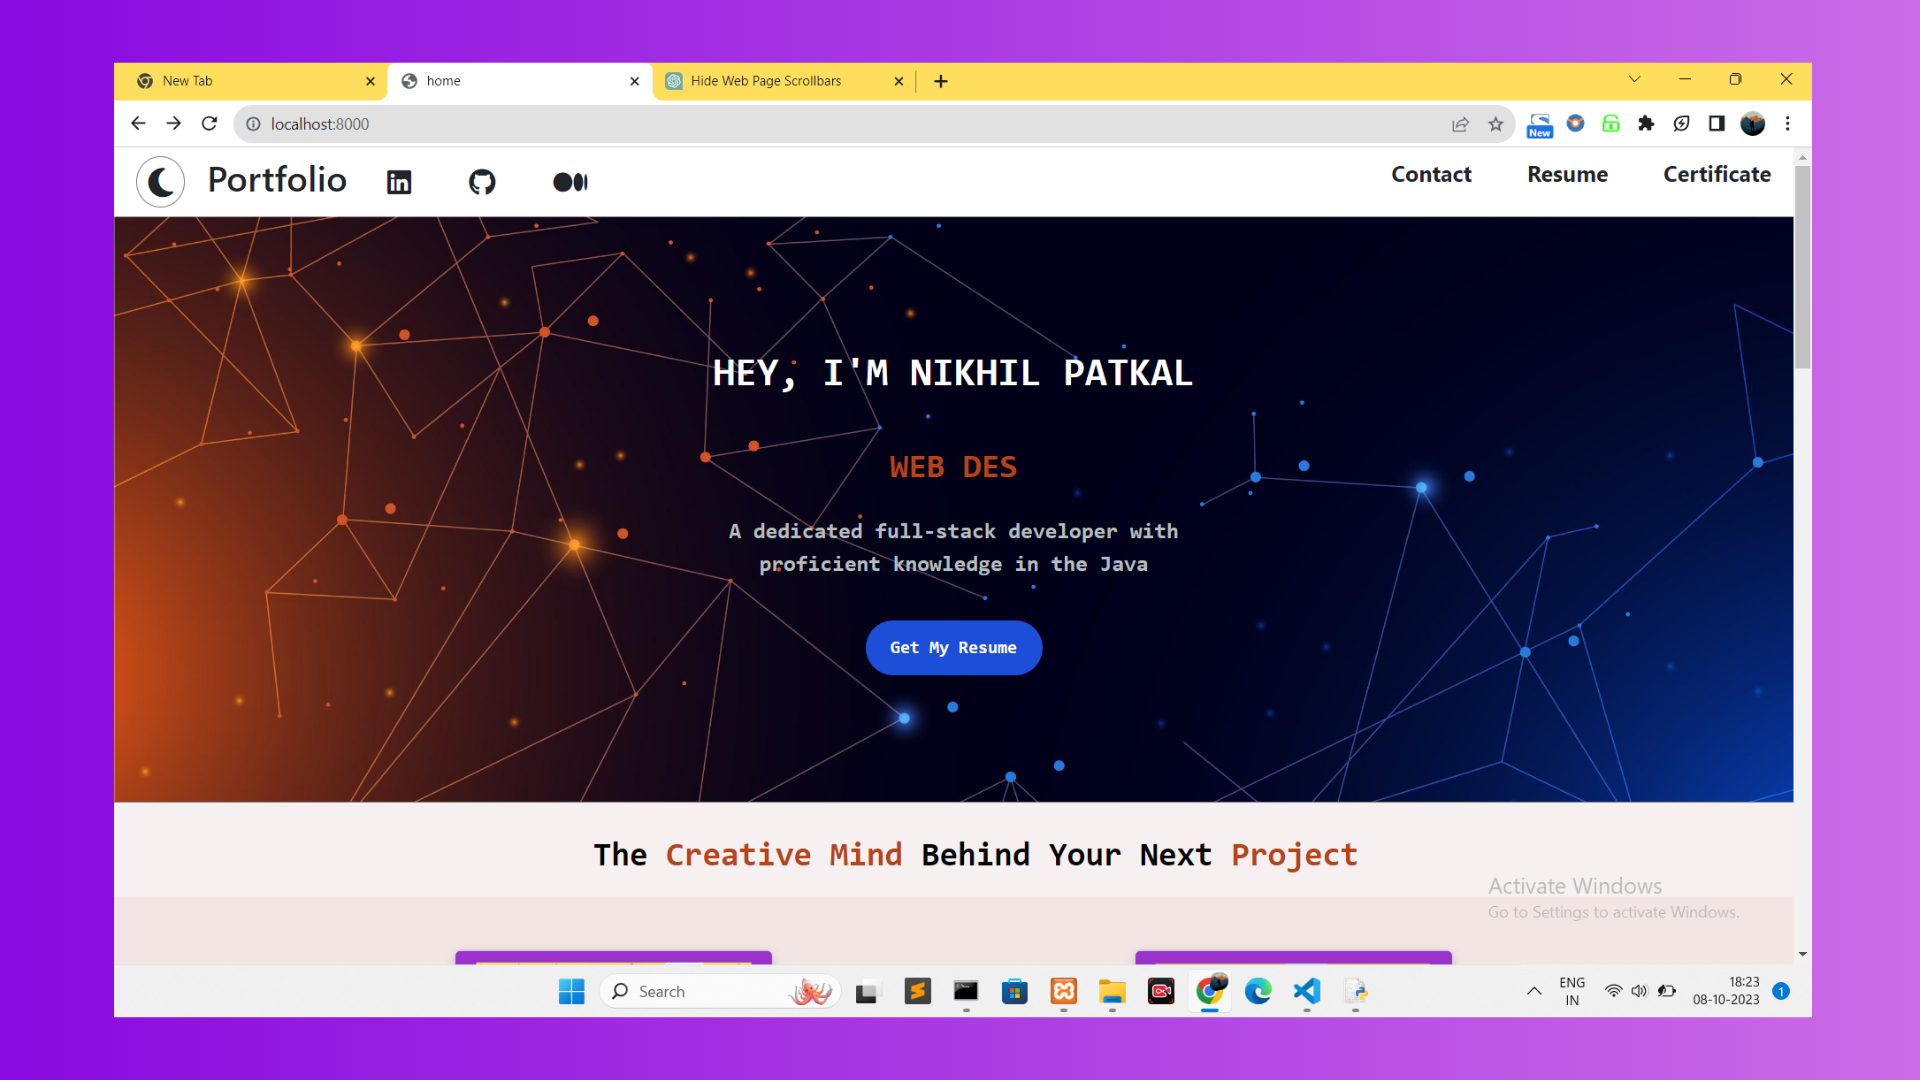 New Tab
home
Hide Web Page Scrollbars
localhost:8000
New
Portfolio
Contact
Resume
Certificate
HEY, I'M NIKHIL PATKAL
WEB DES
A dedicated full-stack developer with
proficient knowledge in the Java
Get My Resume
The Creative Mind Behind Your Next Project
Activate Windows
Go to Settings to activate Windows.
Search
ENG
IN
18:23
08-10-2023
1